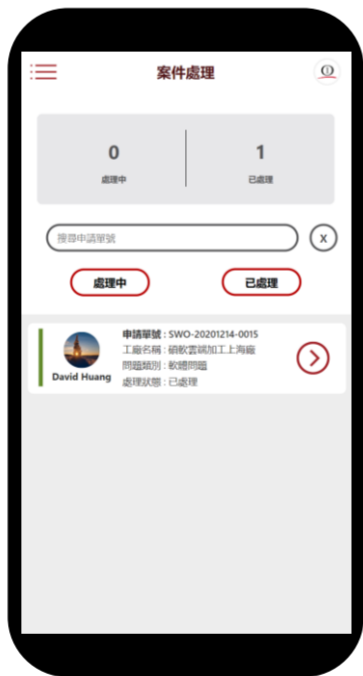 案件處理
0
處理中
1
已處理
搜尋申請單號
X
處理中
已處理
申請單號 : SWO-20201214-0015
工廠名稱 : 碩軟雲端加工上海廠
問題類別 : 軟體問題
處理狀態 : 已處理
David Huang